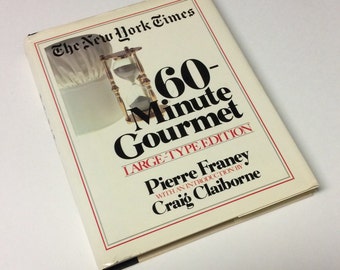 The New York Times
60-
Minute
Gourmet
LARGE-TYPE EDITION
Pierre Franey
WITH AN INTRODUCTION BY
Craig Claiborne